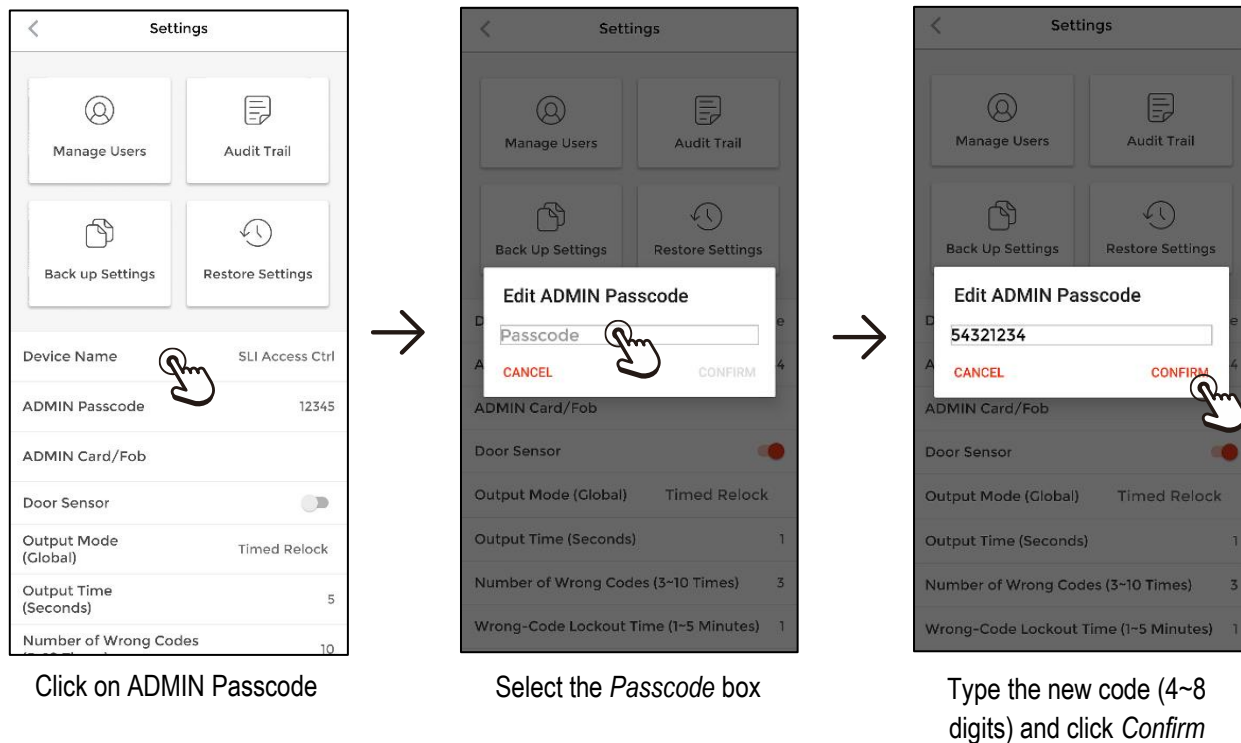 Settings
Manage Users
Audit Trail
Back up Settings
Restore Settings
Device Name SLI Access Ctrl
ADMIN Passcode 12345
ADMIN Card/Fob
Door Sensor
Output Mode
(Global) Timed Relock
Output Time
(Seconds) 5
Number of Wrong Codes
10
Click on ADMIN Passcode
Settings
Manage Users
Audit Trail
Back Up Settings
Restore Settings
Edit ADMIN Passcode
Passcode
CANCEL CONFIRM
ADMIN Card/Fob
Door Sensor
Output Mode (Global) Timed Relock
Output Time (Seconds) 1
Number of Wrong Codes (3~10 Times) 3
Wrong-Code Lockout Time (1~5 Minutes) 1
Select the Passcode box
Settings
Manage Users
Audit Trail
Back Up Settings
Restore Settings
Edit ADMIN Passcode
54321234
CANCEL CONFIRM
ADMIN Card/Fob
Door Sensor
Output Mode (Global) Timed Relock
Output Time (Seconds) 1
Number of Wrong Codes (3~10 Times) 3
Wrong-Code Lockout Time (1~5 Minutes) 1
Type the new code (4~8
digits) and click Confirm